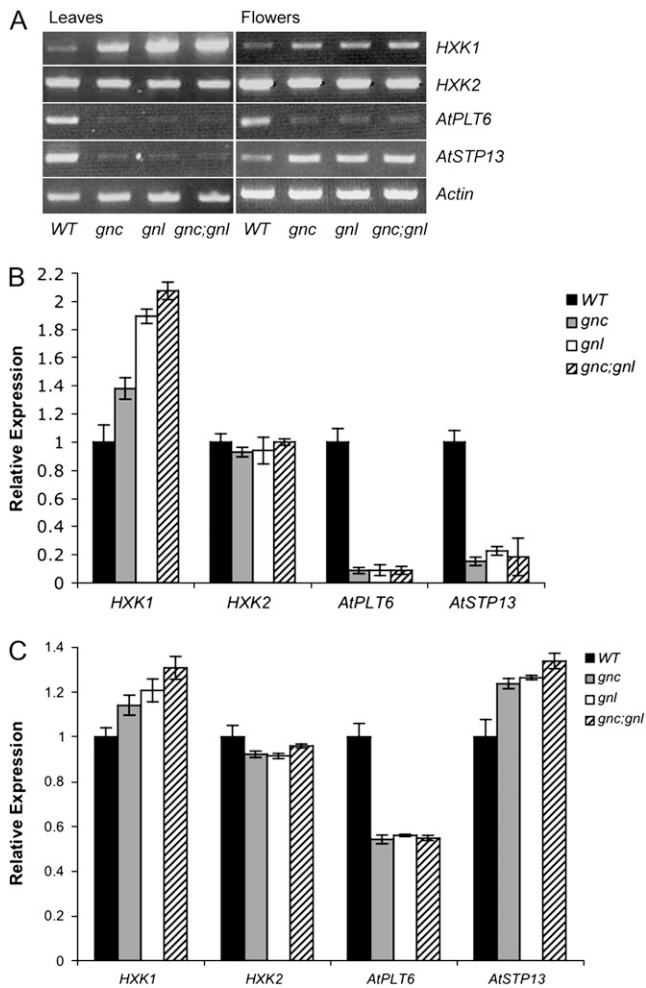 A
Leaves Flowers
HXK1
HXK2
AtPLT6
AtSTP13
Actin
WT gnc gnl gnc;gnl WT gnc gnl gnc;gnl
B
Relative Expression
2.2
2
1.8
1.6
1.4
1.2
1
0.8
0.6
0.4
0.2
0
HXK1 HXK2 AtPLT6 AtSTP13
WT
gnc
gnl
gnc;gnl
C
Relative Expression
1.4
1.2
1
0.8
0.6
0.4
0.2
0
HXK1 HXK2 AtPLT6 AtSTP13
WT
gnc
gnl
gnc;gnl